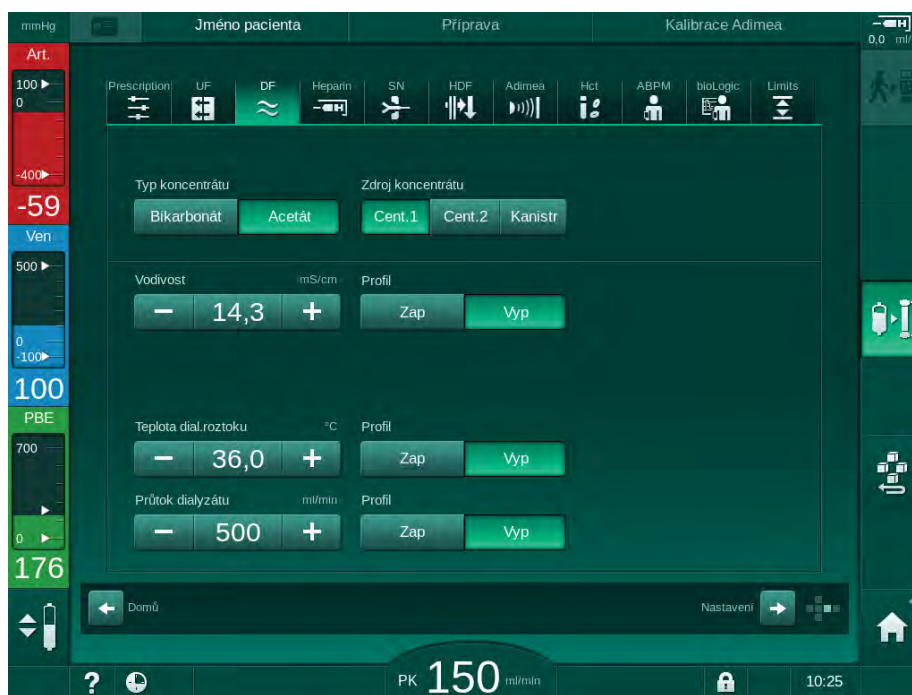 mmHg Jméno pacienta Příprava Kalibrace Adimea
0,0 ml/
Art.
100
0
-400
-59
Ven
500
0
-100
100
PBE
700
0
176
Prescription UF DF Heparin SN HDF Adimea Hct ABPM bioLogic Limits
Typ koncentrátu Zdroj koncentrátu
Bikarbonát Acetát Cent.1 Cent.2 Kanistr
Vodivost mS/cm Profil
− 14,3 + Zap Vyp
Teplota dial.roztoku °C Profil
− 36,0 + Zap Vyp
Průtok dialyzátu ml/min Profil
− 500 + Zap Vyp
Domů Nastavení
? PK 150 ml/min 10:25